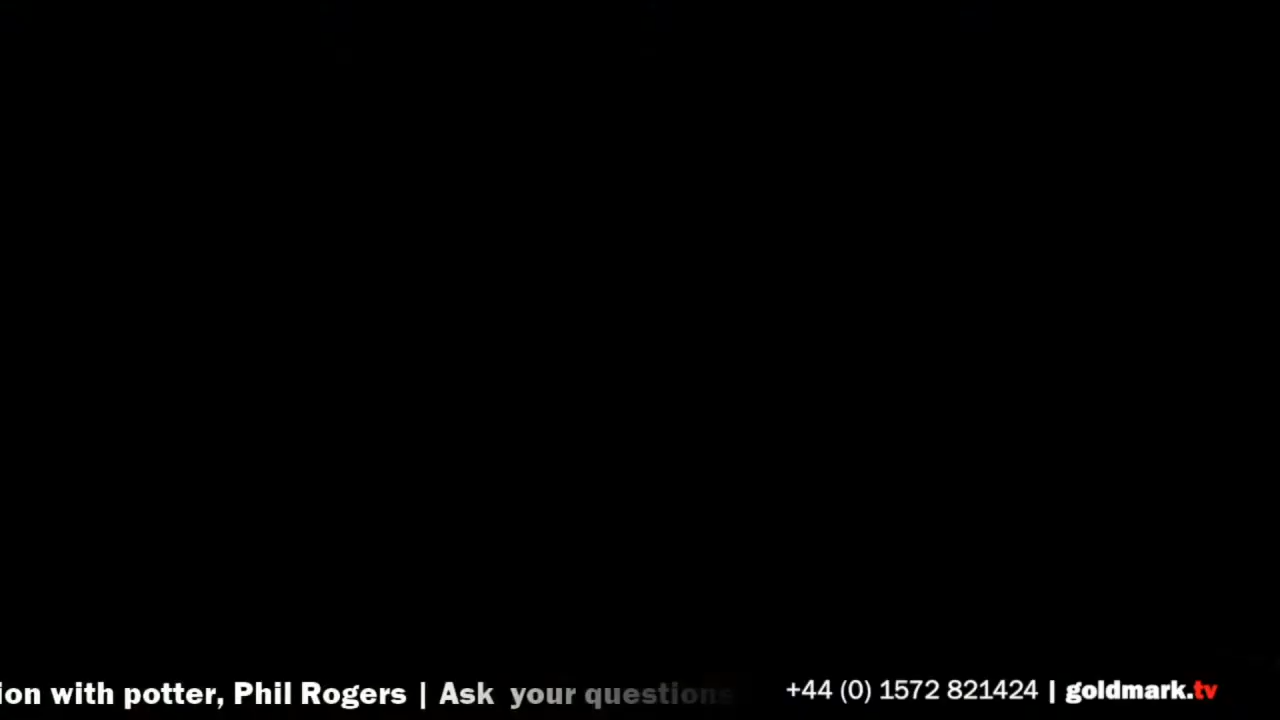 ion with potter, Phil Rogers | Ask your questions +44 (0) 1572 821424 | goldmark.tv